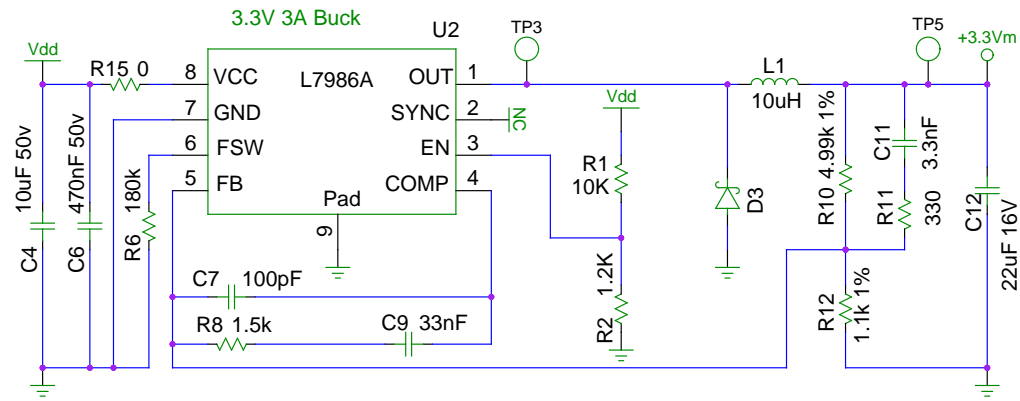 3.3V 3A Buck
U2
TP3
TP5
+3.3Vm
Vdd
R15 0
8
VCC
L7986A
OUT
1
L1
10uH
7
GND
SYNC
2
NC
Vdd
6
FSW
EN
3
5
FB
COMP
4
Pad
9
10uF 50v
C4
470nF 50v
C6
180k
R6
C7
100pF
R8 1.5k
C9
33nF
R1
10K
1.2K
R2
D3
R10 4.99k 1%
C11
3.3nF
R11
330
R12
1.1k 1%
C12
22uF 16V